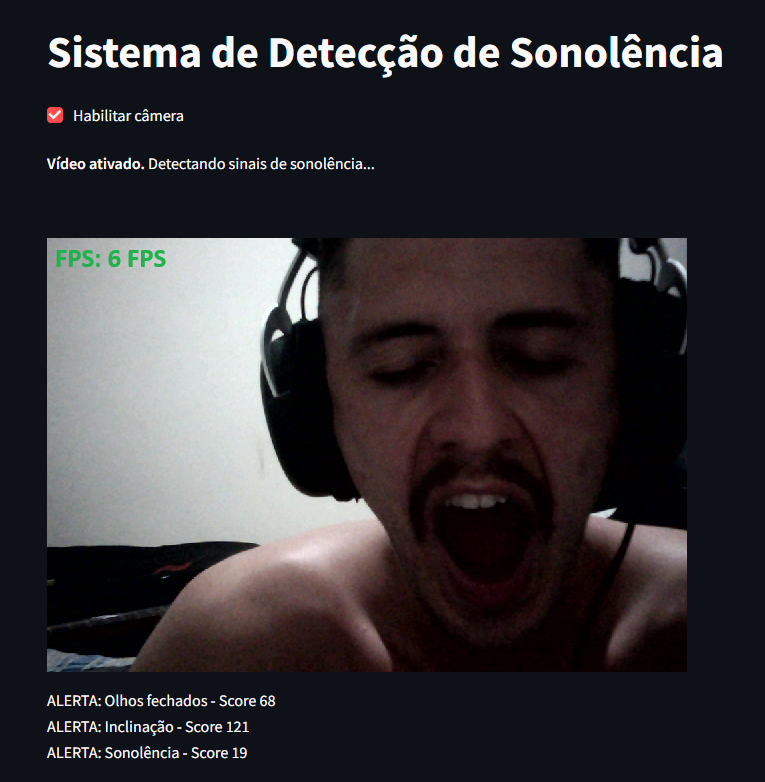 Sistema de Detecção de Sonolência
Habilitar câmera
Vídeo ativado. Detectando sinais de sonolência...
FPS: 6 FPS
ALERTA: Olhos fechados - Score 68
ALERTA: Inclinação - Score 121
ALERTA: Sonolência - Score 19